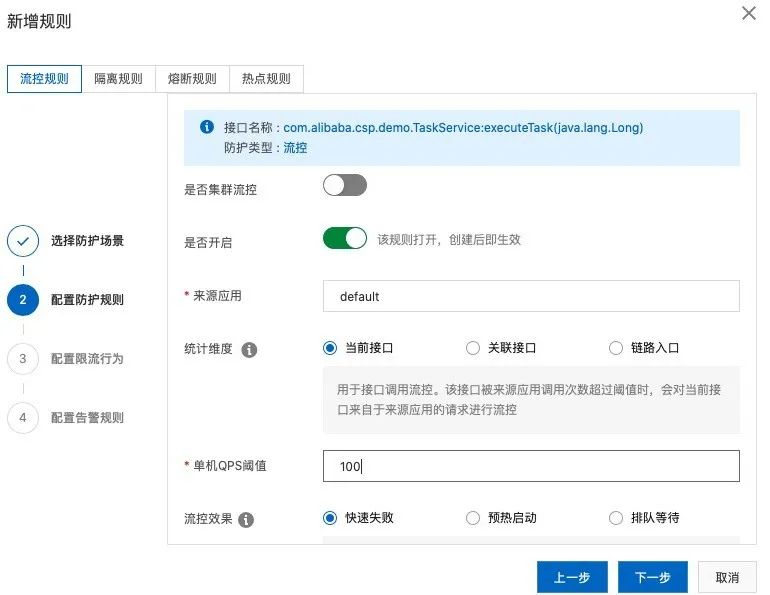 新增规则
流控规则 隔离规则 熔断规则 热点规则
接口名称 : com.alibaba.csp.demo.TaskService:executeTask(java.lang.Long)
防护类型 : 流控
是否集群流控
选择防护场景
是否开启 该规则打开，创建后即生效
2 配置防护规则
* 来源应用 default
3 配置限流行为
统计维度 当前接口 关联接口 链路入口
用于接口调用流控。该接口被来源应用调用次数超过阈值时，会对当前接
口来自于来源应用的请求进行流控
4 配置告警规则
* 单机QPS阈值 100
流控效果 快速失败 预热启动 排队等待
上一步 下一步 取消